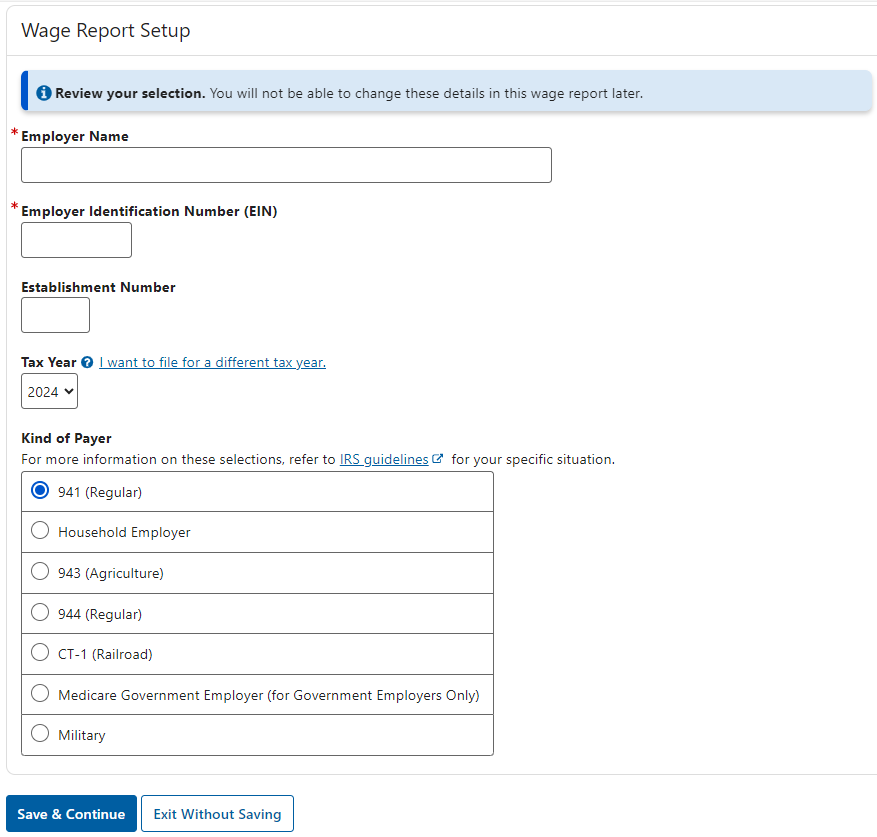 Wage Report Setup
Review your selection. You will not be able to change these details in this wage report later.
* Employer Name
* Employer Identification Number (EIN)
Establishment Number
Tax Year I want to file for a different tax year.
2024
Kind of Payer
For more information on these selections, refer to IRS guidelines for your specific situation.
941 (Regular)
Household Employer
943 (Agriculture)
944 (Regular)
CT-1 (Railroad)
Medicare Government Employer (for Government Employers Only)
Military
Save & Continue Exit Without Saving